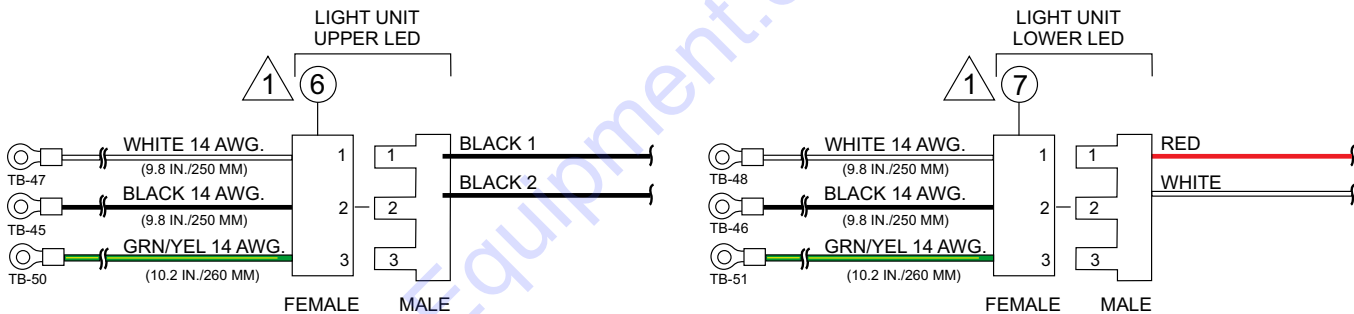 LIGHT UNIT
UPPER LED
1
6
WHITE 14 AWG.
(9.8 IN./250 MM)
TB-47
BLACK 14 AWG.
(9.8 IN./250 MM)
TB-45
GRN/YEL 14 AWG.
(10.2 IN./260 MM)
TB-50
1
2
3
1
2
3
BLACK 1
BLACK 2
FEMALE
MALE
LIGHT UNIT
LOWER LED
1
7
WHITE 14 AWG.
(9.8 IN./250 MM)
TB-48
BLACK 14 AWG.
(9.8 IN./250 MM)
TB-46
GRN/YEL 14 AWG.
(10.2 IN./260 MM)
TB-51
1
2
3
1
2
3
RED
WHITE
FEMALE
MALE
Equipment.c